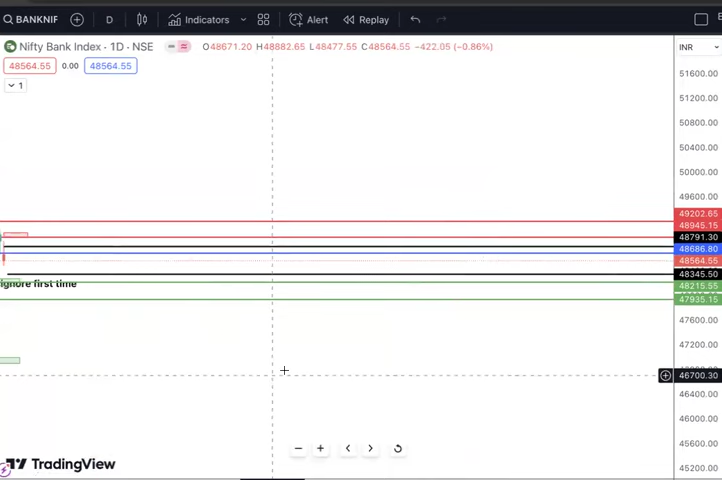 BANKNIF
D
Indicators
Alert
Replay
Nifty Bank Index · 1D · NSE
O48671.20 H48882.65 L48477.55 C48564.55 −422.05 (−0.86%)
INR
48564.55 0.00 48564.55
1
51600.00
51200.00
50800.00
50400.00
50000.00
49600.00
49202.65
48945.15
48791.30
48686.80
48564.55
48345.50
48215.55
47935.15
ignore first time
47600.00
47200.00
46700.30
46400.00
46000.00
45600.00
45200.00
TradingView